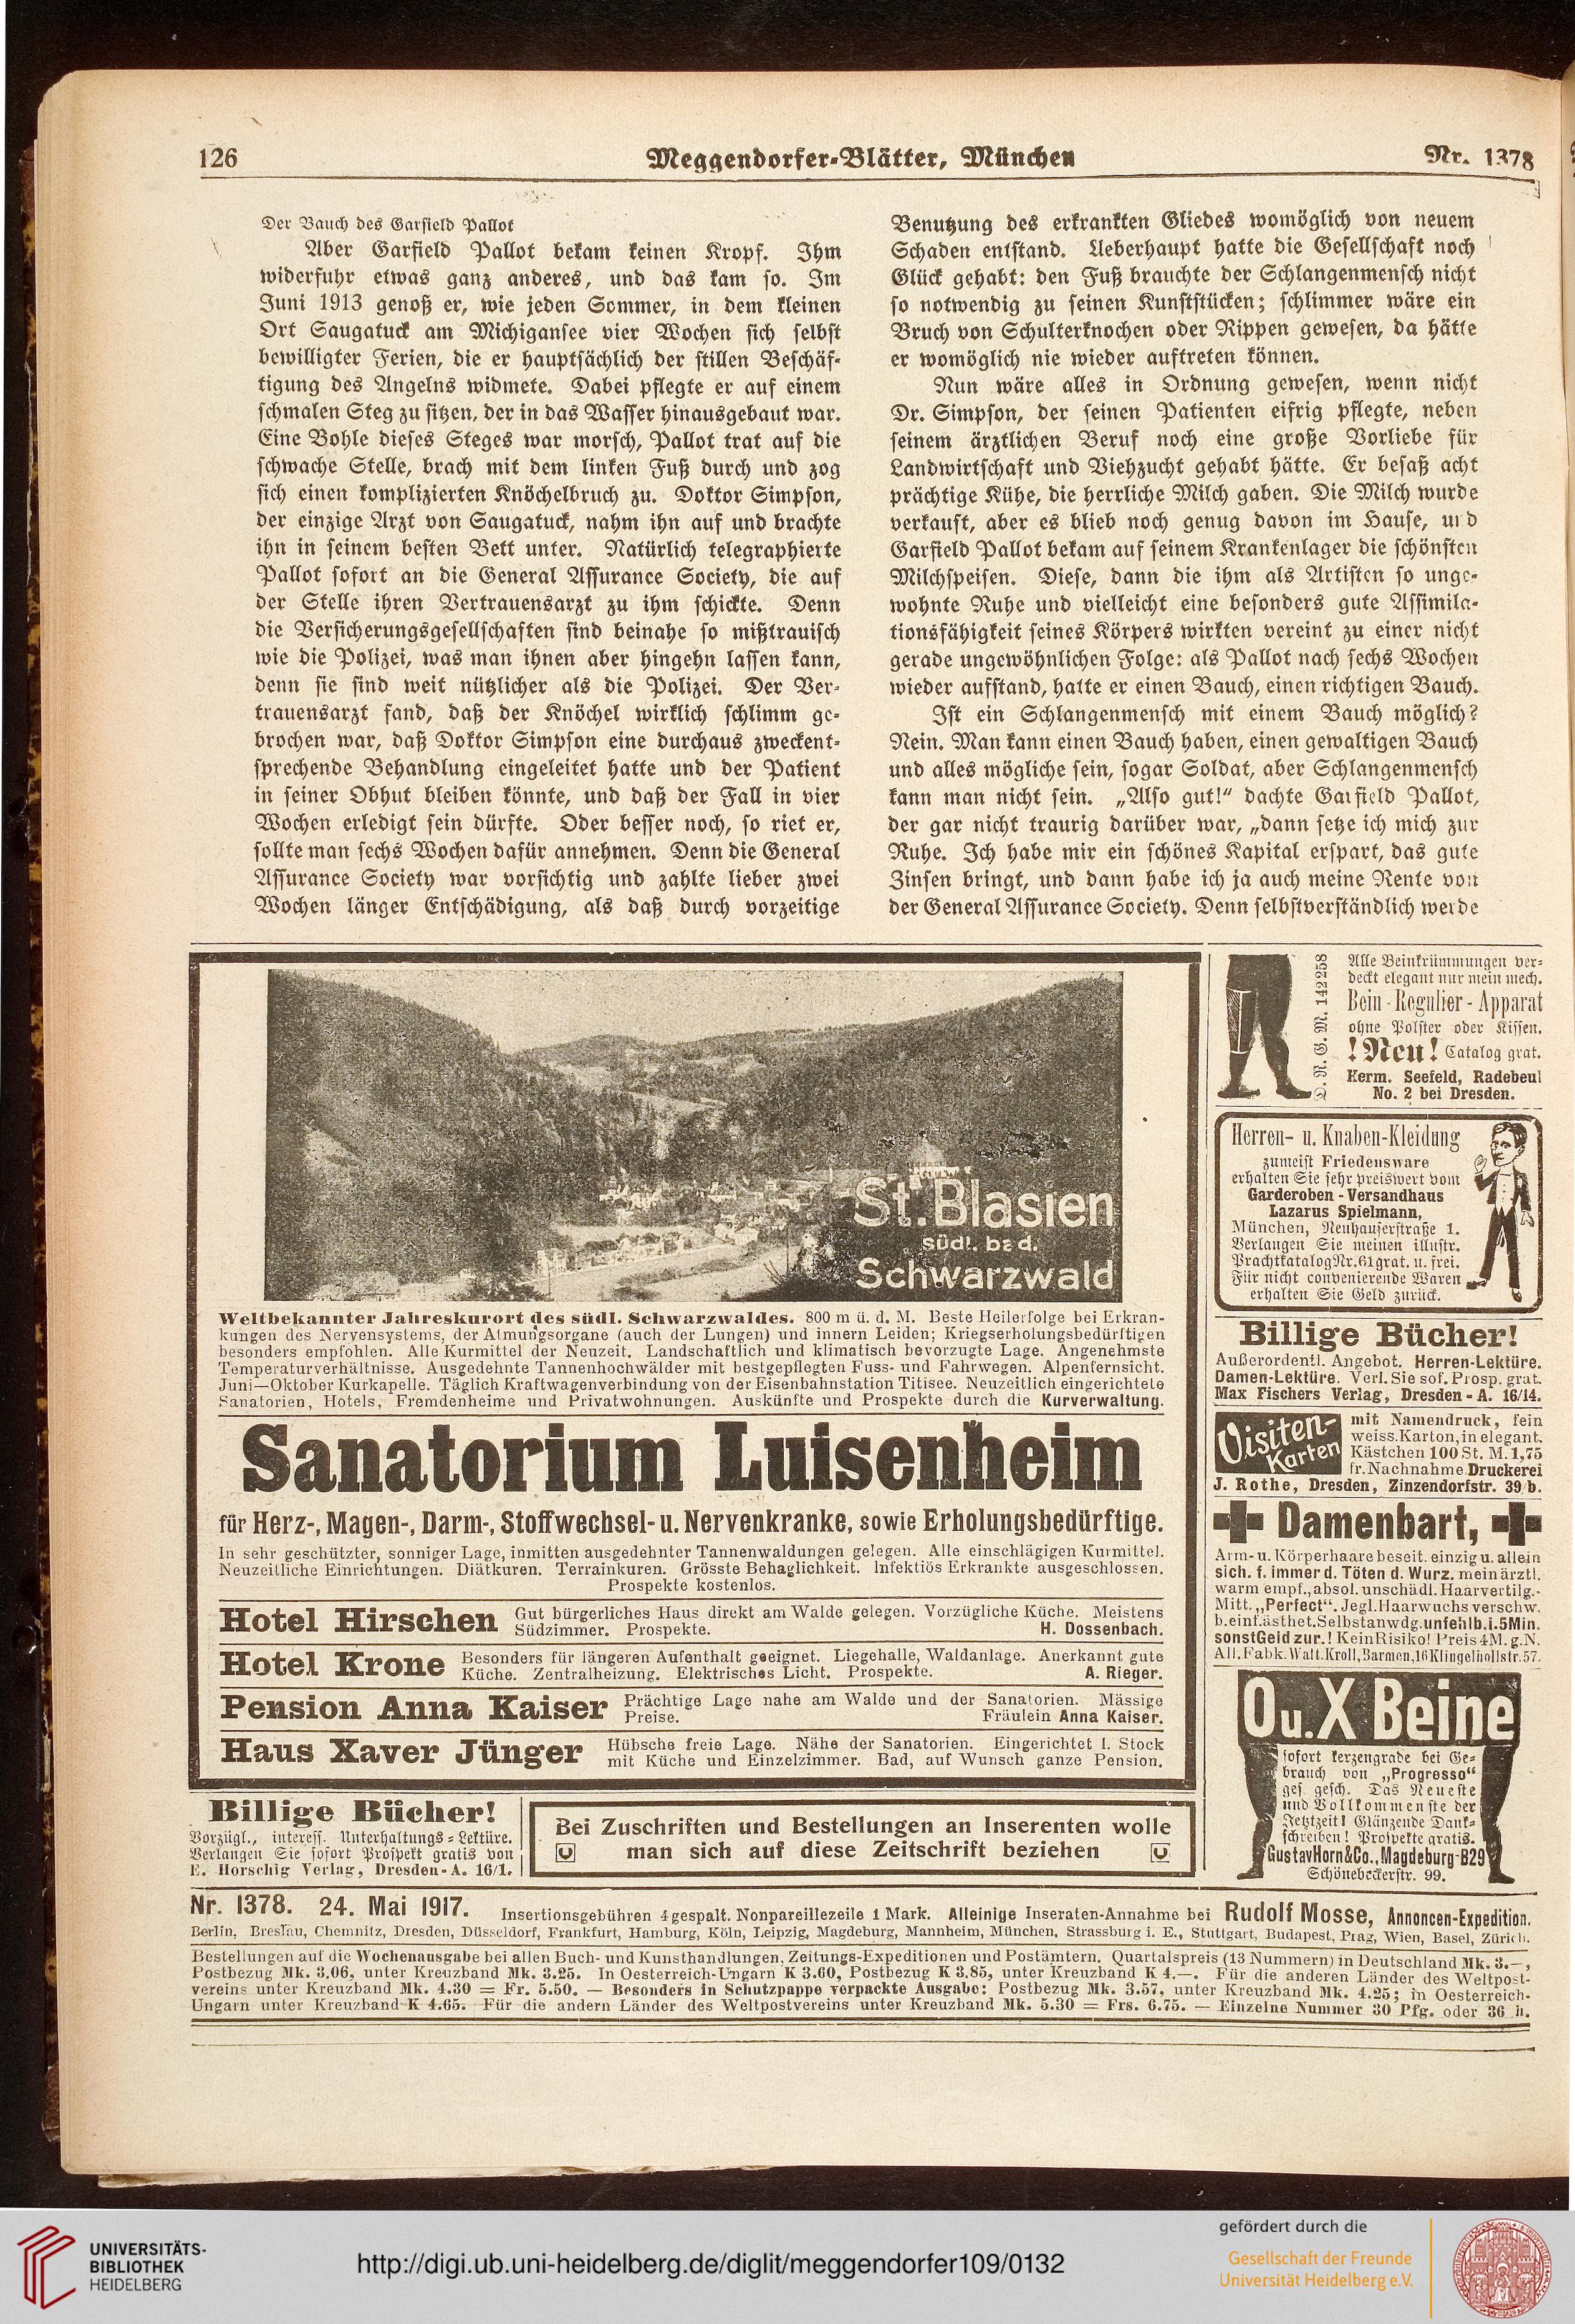 126
Meggendorfer-Blätter, München
Nr. 1378
Der Bauch des Garfield Pallot
Aber Garfield Pallot bekam keinen Kropf. Ihm
widerfuhr etwas ganz anderes, und das kam so. Im
Juni 1913 genoß er, wie jeden Sommer, in dem kleinen
Ort Saugatuck am Michigansee vier Wochen sich selbst
bewilligter Ferien, die er hauptsächlich der stillen Beschäf-
tigung des Angelns widmete. Dabei pflegte er auf einem
schmalen Steg zu sitzen, der in das Wasser hinausgebaut war.
Eine Bohle dieses Steges war morsch, Pallot trat auf die
schwache Stelle, brach mit dem linken Fuß durch und zog
sich einen komplizierten Knöchelbruch zu. Doktor Simpson,
der einzige Arzt von Saugatuck, nahm ihn auf und brachte
ihn in seinem besten Bett unter. Natürlich telegraphierte
Pallot sofort an die General Assurance Society, die auf
der Stelle ihren Vertrauensarzt zu ihm schickte. Denn
die Versicherungsgesellschaften sind beinahe so mißtrauisch
wie die Polizei, was man ihnen aber hingehn lassen kann,
denn sie sind weit nützlicher als die Polizei. Der Ver-
trauensarzt fand, daß der Knöchel wirklich schlimm ge-
brochen war, daß Doktor Simpson eine durchaus zweckent-
sprechende Behandlung eingeleitet hatte und der Patient
in seiner Obhut bleiben könnte, und daß der Fall in vier
Wochen erledigt sein dürfte. Oder besser noch, so riet er,
sollte man sechs Wochen dafür annehmen. Denn die General
Assurance Society war vorsichtig und zahlte lieber zwei
Wochen länger Entschädigung, als daß durch vorzeitige
Benutzung des erkrankten Gliedes womöglich von neuem
Schaden entstand. Ueberhaupt hatte die Gesellschaft noch
Glück gehabt: den Fuß brauchte der Schlangenmensch nicht
so notwendig zu seinen Kunststücken; schlimmer wäre ein
Bruch von Schulterknochen oder Rippen gewesen, da hätte
er womöglich nie wieder auftreten können.
Nun wäre alles in Ordnung gewesen, wenn nicht
Dr. Simpson, der seinen Patienten eifrig pflegte, neben
seinem ärztlichen Beruf noch eine große Vorliebe für
Landwirtschaft und Viehzucht gehabt hätte. Er besaß acht
prächtige Kühe, die herrliche Milch gaben. Die Milch wurde
verkauft, aber es blieb noch genug davon im Hause, und
Garfield Pallot bekam auf seinem Krankenlager die schönsten
Milchspeisen. Diese, dann die ihm als Artisten so unge-
wohnte Ruhe und vielleicht eine besonders gute Assimila-
tionsfähigkeit seines Körpers wirkten vereint zu einer nicht
gerade ungewöhnlichen Folge: als Pallot nach sechs Wochen
wieder aufstand, hatte er einen Bauch, einen richtigen Bauch.
Ist ein Schlangenmensch mit einem Bauch möglich?
Nein. Man kann einen Bauch haben, einen gewaltigen Bauch
und alles mögliche sein, sogar Soldat, aber Schlangenmensch
kann man nicht sein. „Also gut!“ dachte Garfield Pallot,
der gar nicht traurig darüber war, „dann setze ich mich zur
Ruhe. Ich habe mir ein schönes Kapital erspart, das gute
Zinsen bringt, und dann habe ich ja auch meine Rente von
der General Assurance Society. Denn selbstverständlich werde
St. Blasien
südl. bad.
Schwarzwald
Weltbekannter Jahreskurort des südl. Schwarzwaldes. 800 m ü. d. M. Beste Heilerfolge bei Erkran-
kungen des Nervensystems, der Atmungsorgane (auch der Lungen) und innern Leiden; Kriegserholungsbedürftigen
besonders empfohlen. Alle Kurmittel der Neuzeit. Landschaftlich und klimatisch bevorzugte Lage. Angenehmste
Temperaturverhältnisse. Ausgedehnte Tannenhochwälder mit bestgepflegten Fuss- und Fahrwegen. Alpenfernsicht.
Juni—Oktober Kurkapelle. Täglich Kraftwagenverbindung von der Eisenbahnstation Titisee. Neuzeitlich eingerichtete
Sanatorien, Hotels, Fremdenheime und Privatwohnungen. Auskünfte und Prospekte durch die Kurverwaltung.
Sanatorium Luisenheim
für Herz-, Magen-, Darm-, Stoffwechsel- u. Nervenkranke, sowie Erholungsbedürftige.
In sehr geschützter, sonniger Lage, inmitten ausgedehnter Tannenwaldungen gelegen. Alle einschlägigen Kurmittel.
Neuzeitliche Einrichtungen. Diätkuren. Terrainkuren. Grösste Behaglichkeit. Infektiös Erkrankte ausgeschlossen.
Prospekte kostenlos.
Hotel Hirschen Gut bürgerliches Haus direkt am Walde gelegen. Vorzügliche Küche. Meistens
Südzimmer. Prospekte. H. Dossenbach.
Hotel Krone Besonders für längeren Aufenthalt geeignet. Liegehalle, Waldanlage. Anerkannt gute
Küche. Zentralheizung. Elektrisches Licht. Prospekte. A. Rieger.
Pension Anna Kaiser Prächtige Lage nahe am Walde und der Sanatorien. Mässige
Preise. Fräulein Anna Kaiser.
Haus Xaver Jünger Hübsche freie Lage. Nähe der Sanatorien. Eingerichtet I. Stock
mit Küche und Einzelzimmer. Bad, auf Wunsch ganze Pension.
Billige Bücher!
Vorzügl., interess. Unterhaltungs-Lektüre.
Verlangen Sie sofort Prospekt gratis von
E. Horschig Verlag, Dresden-A. 16/1.
Bei Zuschriften und Bestellungen an Inserenten wolle
man sich auf diese Zeitschrift beziehen
D. R. G. M. 142258
Alle Beinkrümmungen ver-
deckt elegant nur mein mech.
Bein-Regulier-Apparat
ohne Polster oder Kissen.
! Neu ! Catalog grat.
Herm. Seefeld, Radebeul
No. 2 bei Dresden.
Herren- u. Knaben-Kleidung
zumeist Friedensware
erhalten Sie sehr preiswert vom
Garderoben-Versandhaus
Lazarus Spielmann,
München, Neuhauserstraße 1.
Verlangen Sie meinen illustr.
Prachtkatalog Nr. 61 grat. u. frei.
Für nicht convenierende Waren
erhalten Sie Geld zurück.
Billige Bücher!
Außerordentl. Angebot. Herren-Lektüre.
Damen-Lektüre. Verl. Sie sof. Prosp. grat.
Max Fischers Verlag, Dresden-A. 16/14.
Visiten-
Karten
mit Namendruck, fein
weiss. Karton, in elegant.
Kästchen 100 St. M. 1,75
fr. Nachnahme. Druckerei
J. Rothe, Dresden, Zinzendorfstr. 39 b.
Damenbart,
Arm- u. Körperhaare beseit. einzig u. allein
sich. f. immer d. Töten d. Wurz. mein ärztl.
warm empf., absol. unschädl. Haarvertilg.-
Mitt. „Perfect“. Jegl. Haarwuchs verschw.
b. einf. ästhet. Selbstanwdg. unfehlb. i. 5 Min.
sonst Geld zur.! Kein Risiko! Preis 4 M. g. N.
All. Fabk. Walt. Kroll, Barmen, 16 Klingelhollstr. 57.
O u. X Beine
sofort kerzengrade bei Ge-
brauch von „Progresso“
ges. gesch. Das Neueste
und Vollkommenste der
Jetztzeit! Glänzende Dank-
schreiben! Prospekte gratis.
Gustav Horn & Co., Magdeburg-B29
Schönebeckerstr. 99.
Nr. 1378. 24. Mai 1917. Insertionsgebühren 4 gespalt. Nonpareillezeile 1 Mark. Alleinige Inseraten-Annahme bei Rudolf Mosse, Annoncen-Expedition.
Berlin, Breslau, Chemnitz, Dresden, Düsseldorf, Frankfurt, Hamburg, Köln, Leipzig, Magdeburg, Mannheim, München, Strassburg i. E., Stuttgart, Budapest, Prag, Wien, Basel, Zürich.
Bestellungen auf die Wochenausgabe bei allen Buch- und Kunsthandlungen, Zeitungs-Expeditionen und Postämtern. Quartalspreis (13 Nummern) in Deutschland Mk. 3.—,
Postbezug Mk. 3.06, unter Kreuzband Mk. 3.25. In Oesterreich-Ungarn K 3.60, Postbezug K 3.85, unter Kreuzband K 4.—. Für die anderen Länder des Weltpost-
vereins unter Kreuzband Mk. 4.30 = Fr. 5.50. — Besonders in Schutzpappe verpackte Ausgabe: Postbezug Mk. 3.57, unter Kreuzband Mk. 4.25; in Oesterreich-
Ungarn unter Kreuzband K 4.65. Für die andern Länder des Weltpostvereins unter Kreuzband Mk. 5.30 = Frs. 6.75. — Einzelne Nummer 30 Pfg. oder 36 h.
UNIVERSITÄTS-
BIBLIOTHEK
HEIDELBERG
http://digi.ub.uni-heidelberg.de/diglit/meggendorfer109/0132
gefördert durch die
Gesellschaft der Freunde
Universität Heidelberg e.V.